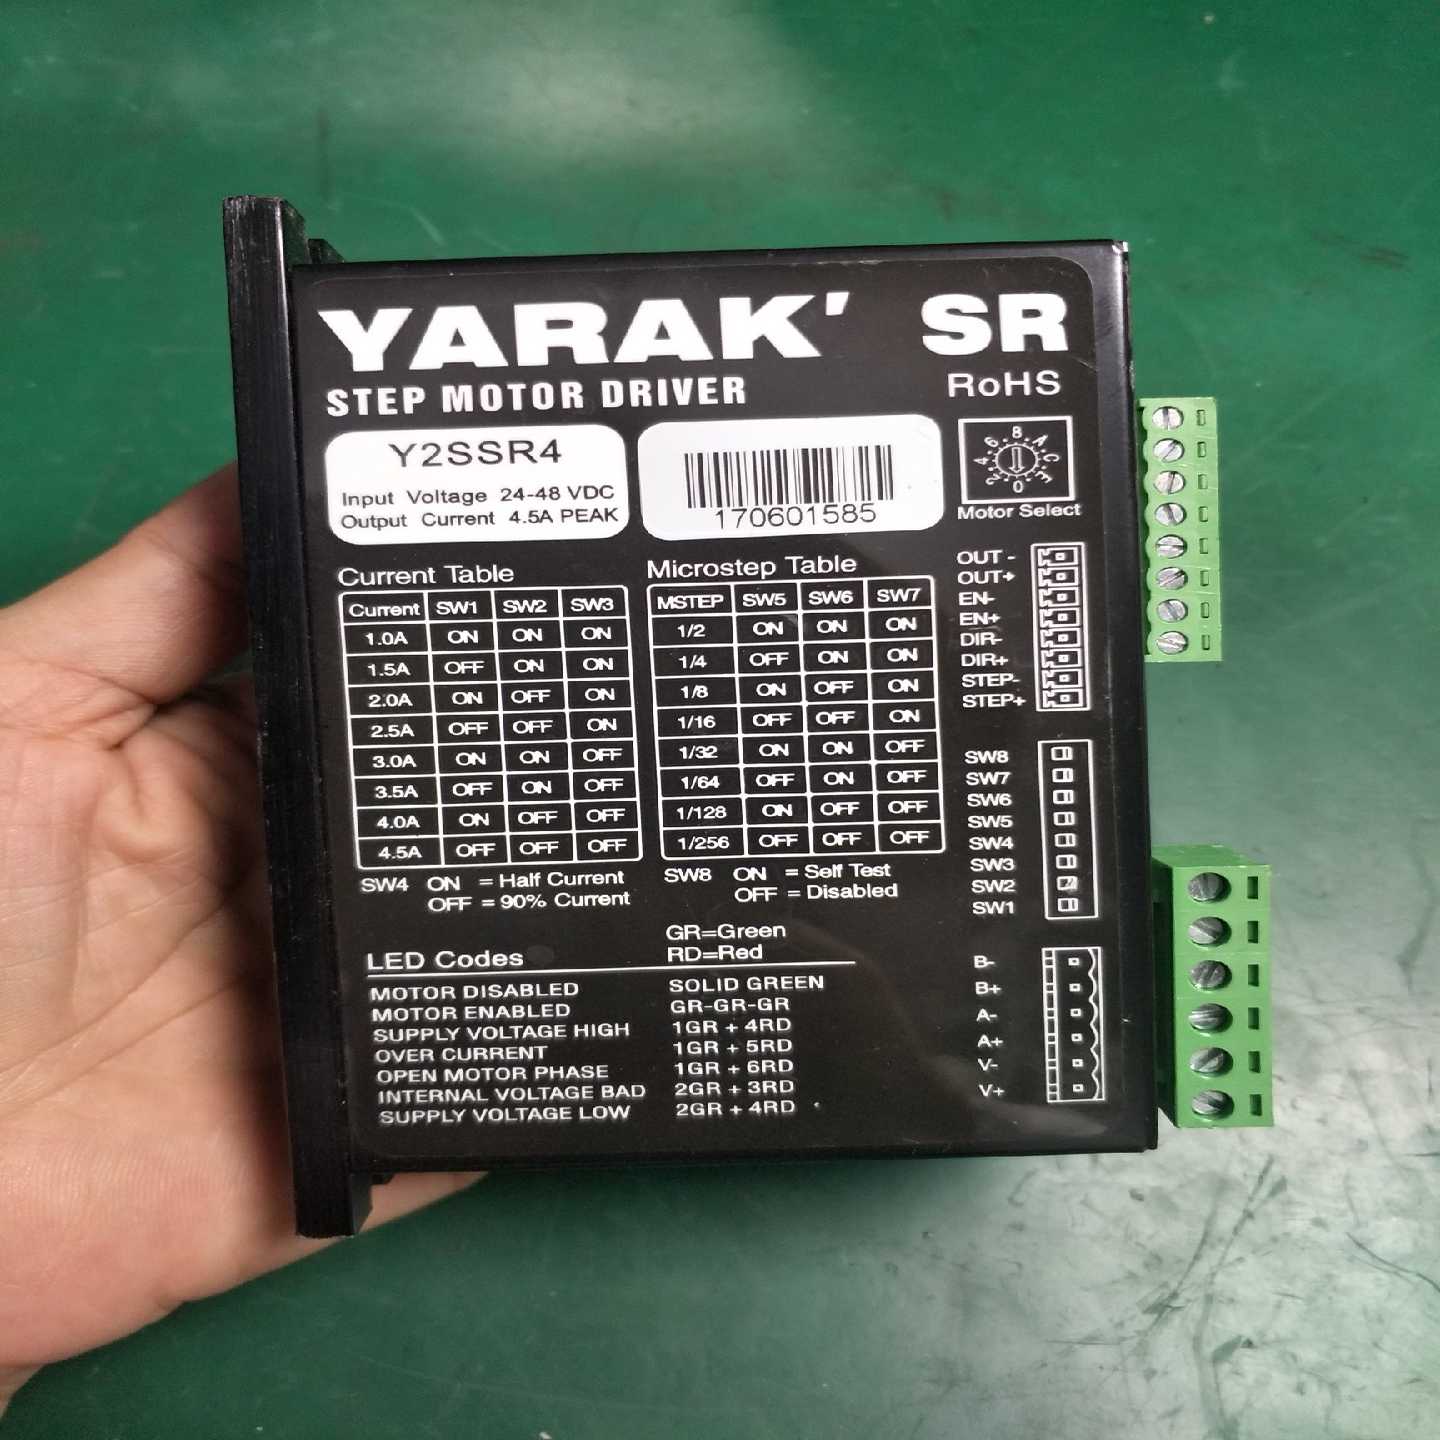 YARAK' SR
STEP MOTOR DRIVER RoHS
Y2SSR4
Input Voltage 24-48 VDC
Output Current 4.5A PEAK
170601585
0 4 6 8 A C E
Motor Select
Current Table
Current SW1 SW2 SW3
1.0A ON ON ON
1.5A OFF ON ON
2.0A ON OFF ON
2.5A OFF OFF ON
3.0A ON ON OFF
3.5A OFF ON OFF
4.0A ON OFF OFF
4.5A OFF OFF OFF
SW4 ON = Half Current
OFF = 90% Current
Microstep Table
MSTEP SW5 SW6 SW7
1/2 ON ON ON
1/4 OFF ON ON
1/8 ON OFF ON
1/16 OFF OFF ON
1/32 ON ON OFF
1/64 OFF ON OFF
1/128 ON OFF OFF
1/256 OFF OFF OFF
SW8 ON = Self Test
OFF = Disabled
OUT -
OUT+
EN-
EN+
DIR-
DIR+
STEP-
STEP+
SW8
SW7
SW6
SW5
SW4
SW3
SW2
SW1
B-
B+
A-
A+
V-
V+
GR=Green
LED Codes RD=Red
MOTOR DISABLED SOLID GREEN
MOTOR ENABLED GR-GR-GR
SUPPLY VOLTAGE HIGH 1GR + 4RD
OVER CURRENT 1GR + 5RD
OPEN MOTOR PHASE 1GR + 6RD
INTERNAL VOLTAGE BAD 2GR + 3RD
SUPPLY VOLTAGE LOW 2GR + 4RD